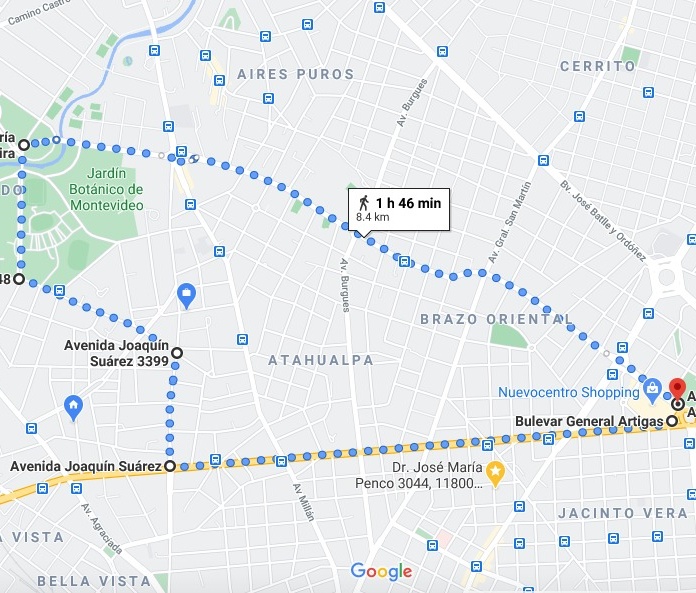 Camino Castro
AIRES PUROS
CERRITO
Av. Burgues
ría
ira
Jardín
Botánico de
Montevideo
DO
1 h 46 min
8.4 km
Av. Gral. San Martín
Bv. José Batlle y Ordóñez
48
Av. Burgues
BRAZO ORIENTAL
Avenida Joaquín
Suárez 3399
ATAHUALPA
Nuevocentro Shopping
A
A
Bulevar General Artigas
Avenida Joaquín Suárez
Dr. José María
Penco 3044, 11800...
Av Millán
Av. Agraciada
JACINTO VERA
A VISTA
BELLA VISTA
Google